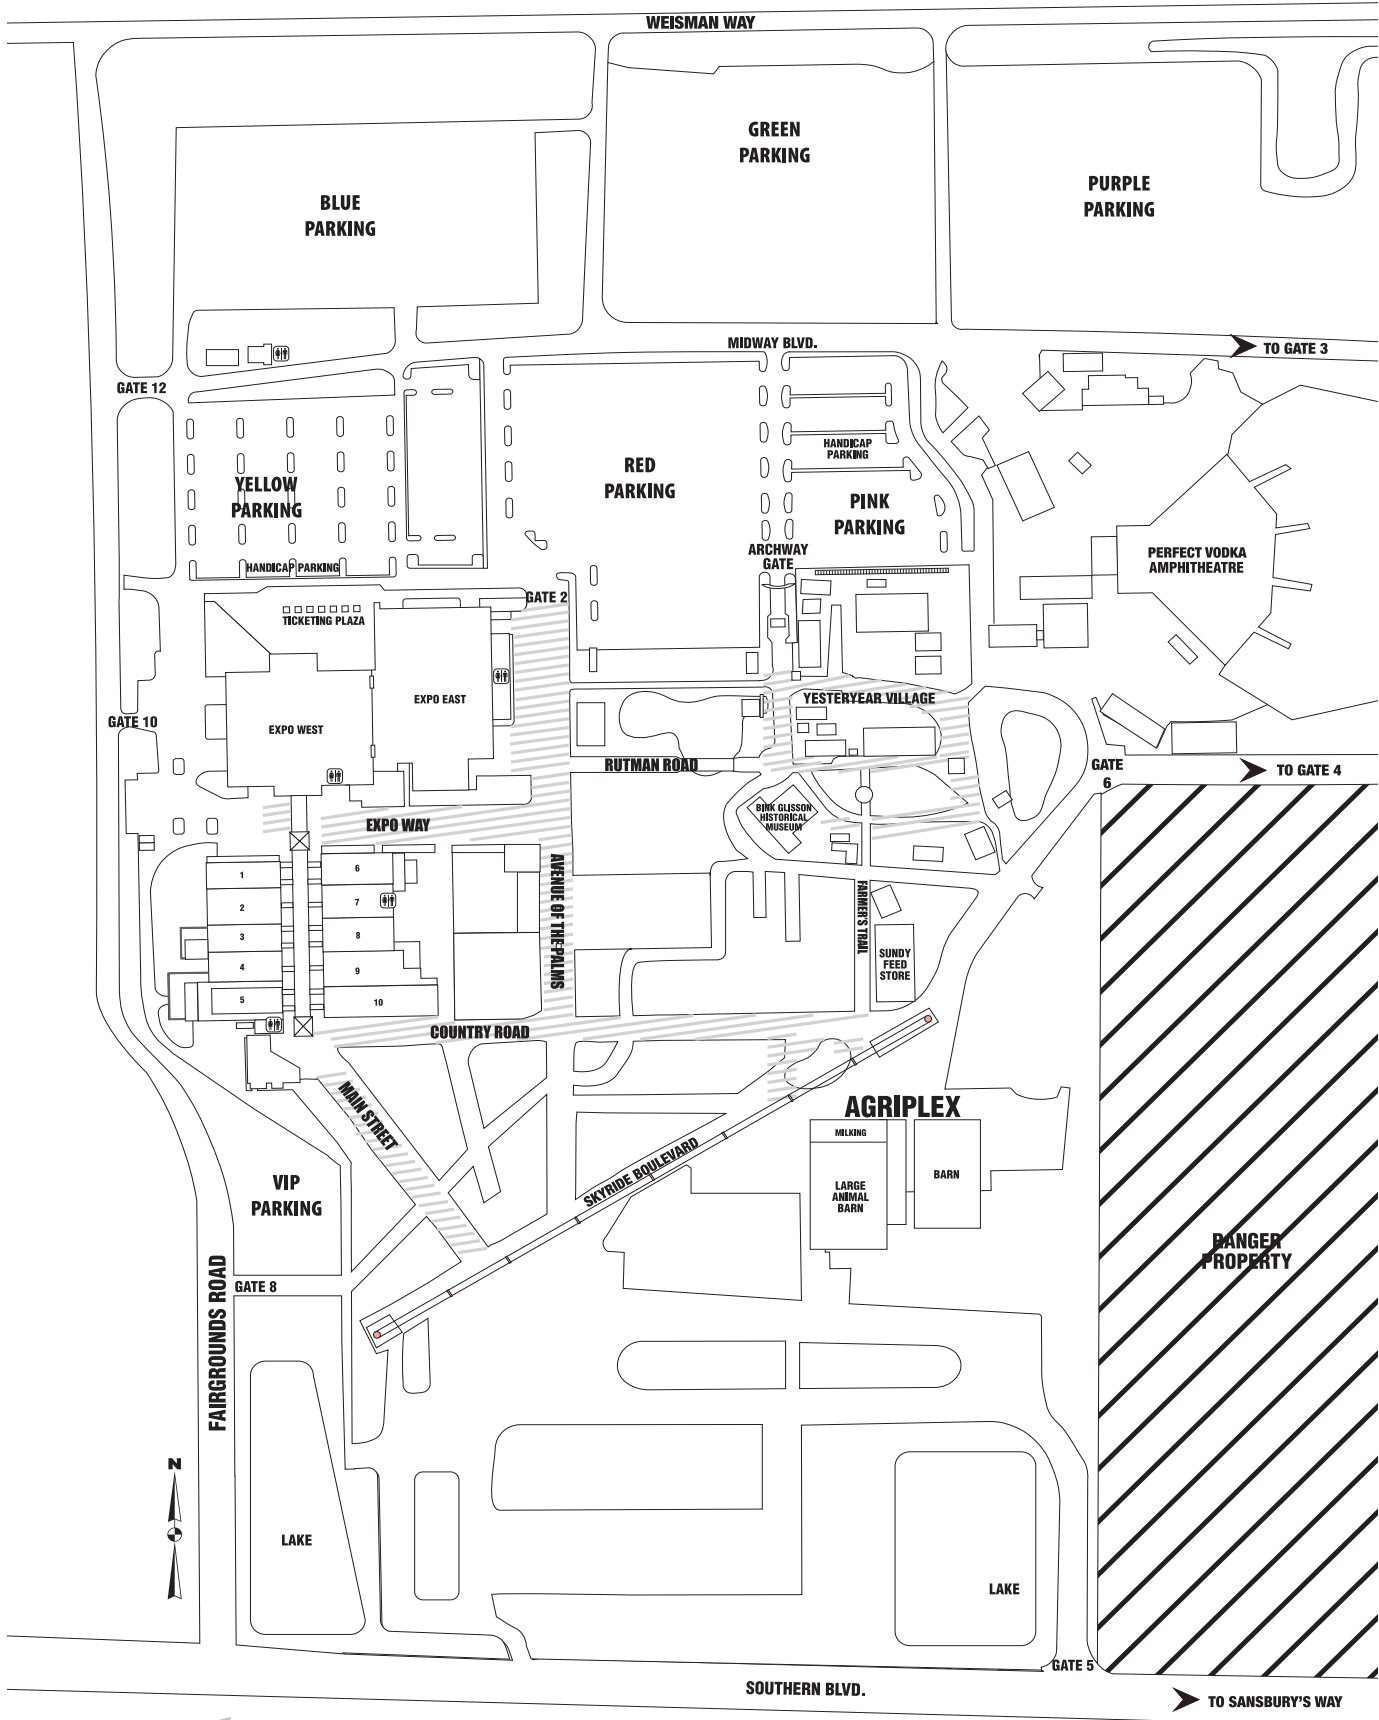 WEISMAN WAY
GREEN
PARKING
PURPLE
PARKING
BLUE
PARKING
MIDWAY BLVD.
TO GATE 3
GATE 12
HANDICAP
PARKING
RED
PARKING
YELLOW
PARKING
PINK
PARKING
ARCHWAY
GATE
PERFECT VODKA
AMPHITHEATRE
HANDICAP PARKING
GATE 2
TICKETING PLAZA
EXPO EAST
YESTERYEAR VILLAGE
GATE 10
EXPO WEST
RUTMAN ROAD
GATE
6
TO GATE 4
BINK GLISSON
HISTORICAL
MUSEUM
EXPO WAY
AVENUE OF THE PALMS
1
2
3
4
5
6
7
8
9
10
FARMER'S TRAIL
SUNDY
FEED
STORE
COUNTRY ROAD
MAIN STREET
AGRIPLEX
MILKING
SKYRIDE BOULEVARD
LARGE
ANIMAL
BARN
BARN
VIP
PARKING
RANGER
PROPERTY
GATE 8
FAIRGROUNDS ROAD
N
LAKE
LAKE
GATE 5
SOUTHERN BLVD.
TO SANSBURY'S WAY